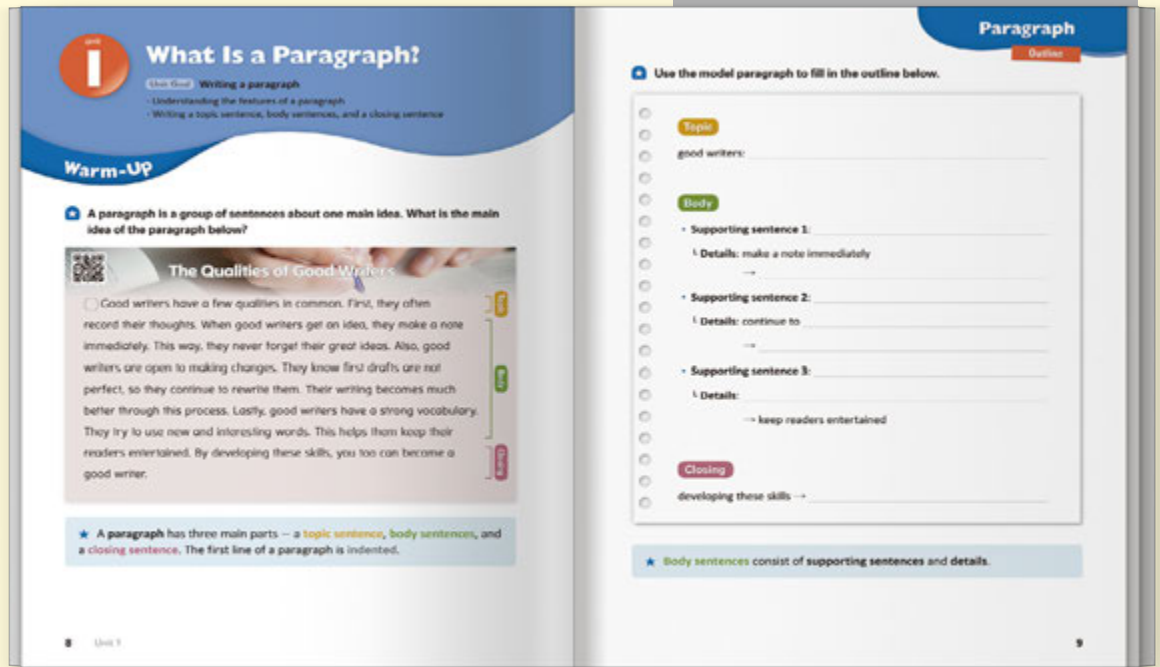 Unit
1
What Is a Paragraph?
Unit Goal Writing a paragraph
· Understanding the features of a paragraph
· Writing a topic sentence, body sentences, and a closing sentence
Warm-Up
A paragraph is a group of sentences about one main idea. What is the main
idea of the paragraph below?
The Qualities of Good Writers
Good writers have a few qualities in common. First, they often
record their thoughts. When good writers get an idea, they make a note
immediately. This way, they never forget their great ideas. Also, good
writers are open to making changes. They know first drafts are not
perfect, so they continue to rewrite them. Their writing becomes much
better through this process. Lastly, good writers have a strong vocabulary.
They try to use new and interesting words. This helps them keep their
readers entertained. By developing these skills, you too can become a
good writer.
Topic
Body
Closing
★ A paragraph has three main parts – a topic sentence, body sentences, and
a closing sentence. The first line of a paragraph is indented.
8 Unit 1
Paragraph
Outline
Use the model paragraph to fill in the outline below.
Topic
good writers:
Body
• Supporting sentence 1:
└ Details: make a note immediately
→
• Supporting sentence 2:
└ Details: continue to
→
• Supporting sentence 3:
└ Details:
→ keep readers entertained
Closing
developing these skills →
★ Body sentences consist of supporting sentences and details.
9